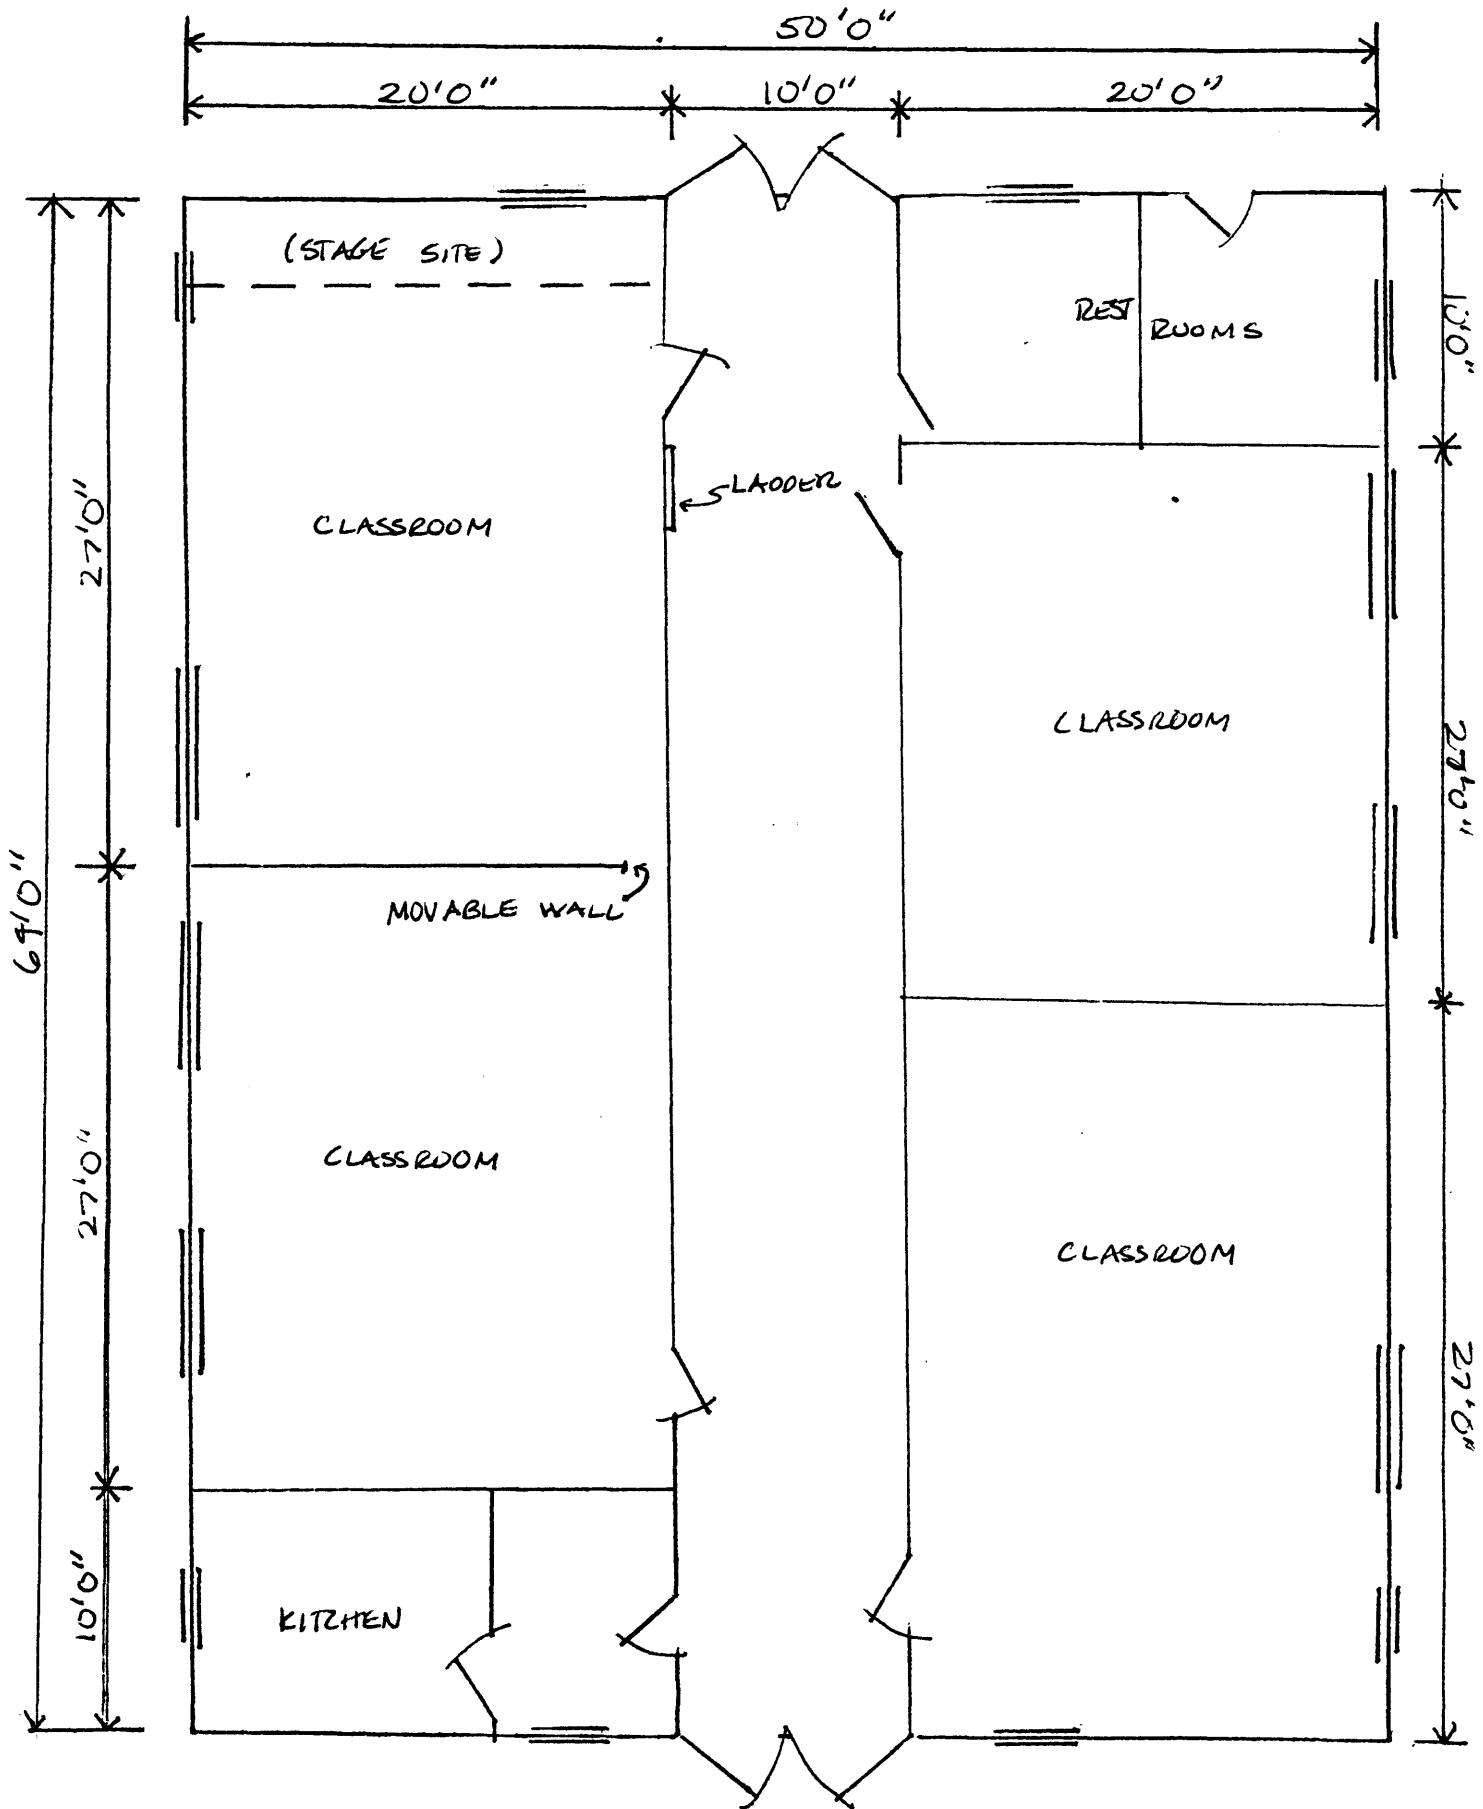 50'0"
20'0" 10'0" 20'0"
(STAGE SITE)
REST ROOMS
10'0"
27'0"
LADDER
CLASSROOM
CLASSROOM
27'0"
64'0"
MOVABLE WALL
27'0"
CLASSROOM
CLASSROOM
27'0"
10'0"
KITCHEN